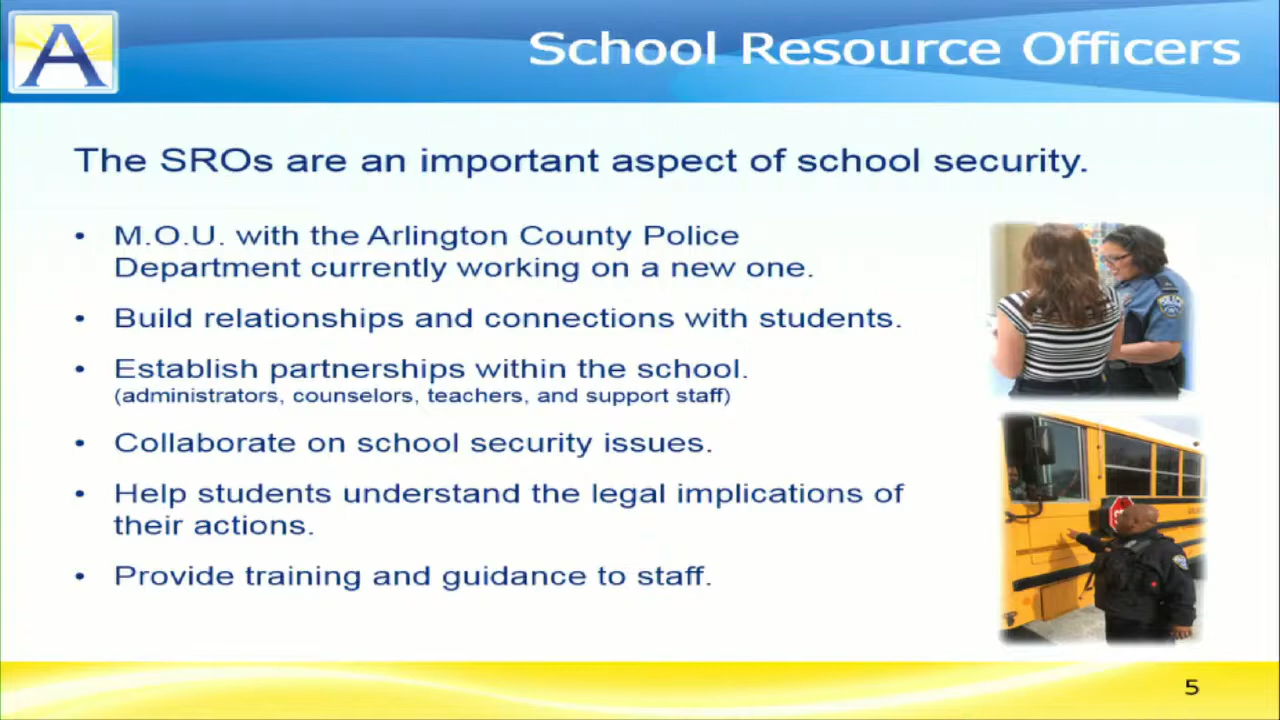 A
School Resource Officers
The SROs are an important aspect of school security.
• M.O.U. with the Arlington County Police
Department currently working on a new one.
• Build relationships and connections with students.
• Establish partnerships within the school.
(administrators, counselors, teachers, and support staff)
• Collaborate on school security issues.
• Help students understand the legal implications of
their actions.
• Provide training and guidance to staff.
POLICE
5